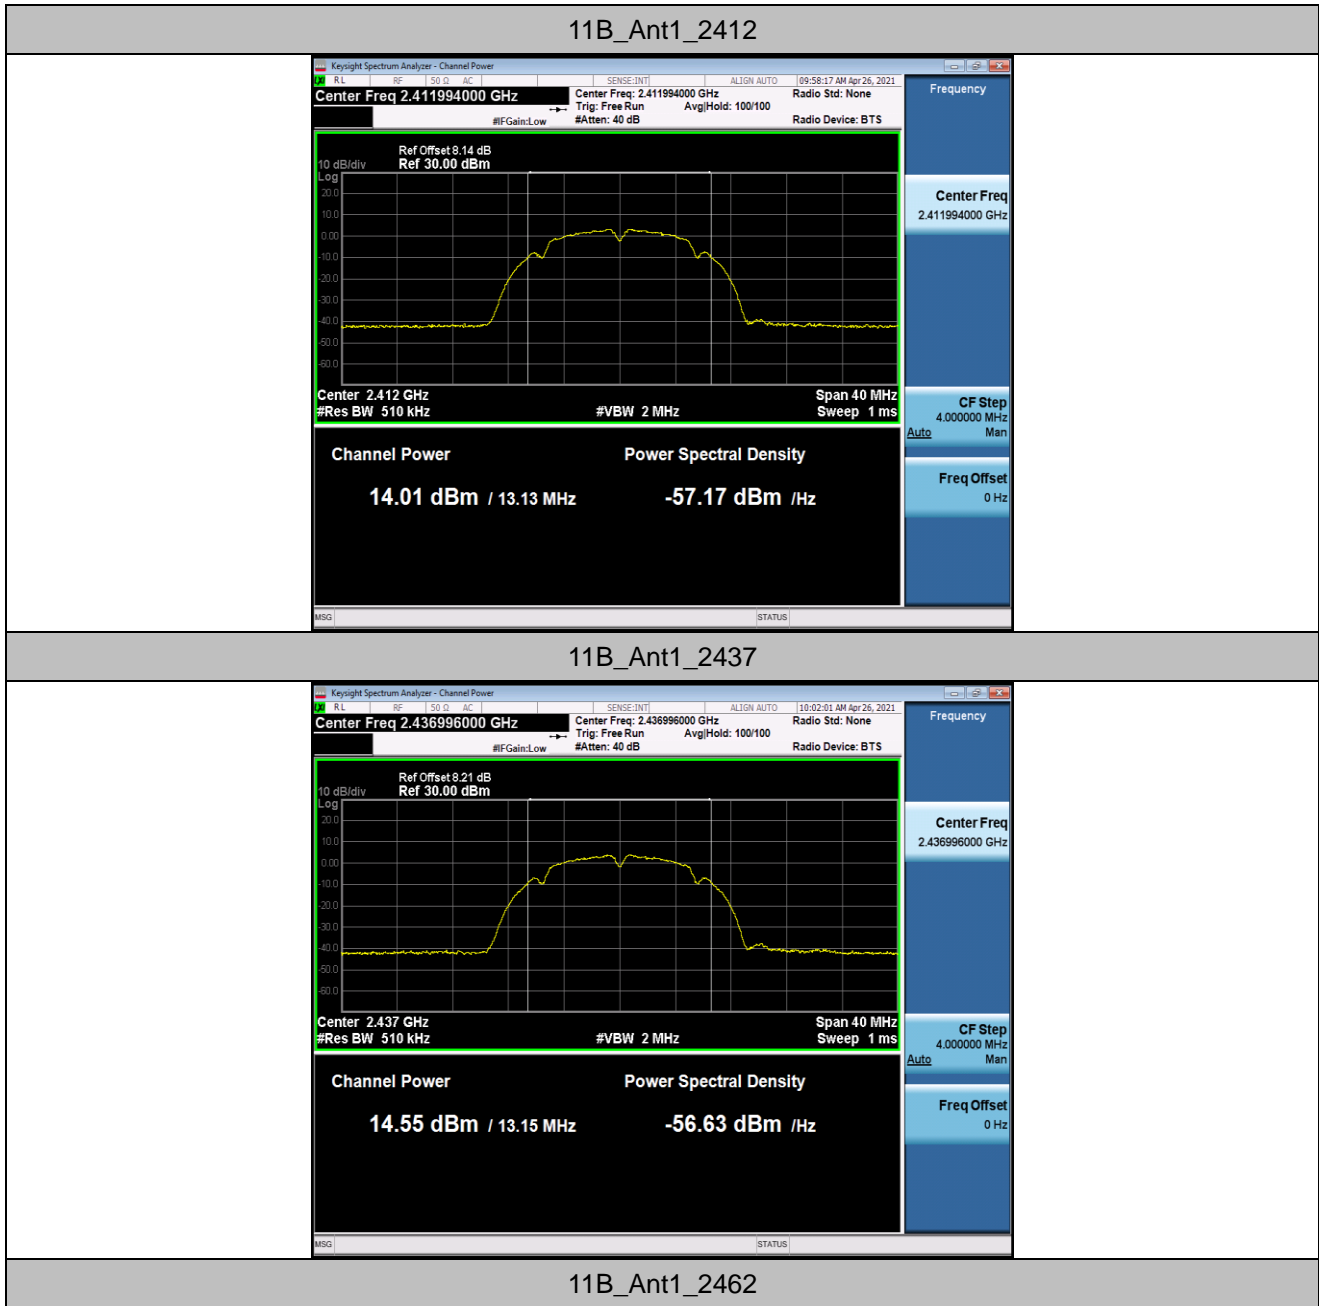 11B_Ant1_2412
Keysight Spectrum Analyzer - Channel Power
RL RF 50 Ω AC SENSE:INT ALIGN AUTO 09:58:17 AM Apr 26, 2021
Center Freq 2.411994000 GHz
Center Freq: 2.411994000 GHz Radio Std: None
Trig: Free Run Avg|Hold: 100/100
#IFGain:Low #Atten: 40 dB Radio Device: BTS
Frequency
Ref Offset 8.14 dB
10 dB/div Ref 30.00 dBm
Log
20.0
10.0
0.00
-10.0
-20.0
-30.0
-40.0
-50.0
-60.0
Center Freq
2.411994000 GHz
Center 2.412 GHz Span 40 MHz
#Res BW 510 kHz #VBW 2 MHz Sweep 1 ms
CF Step
4.000000 MHz
Auto Man
Channel Power Power Spectral Density
14.01 dBm / 13.13 MHz -57.17 dBm /Hz
Freq Offset
0 Hz
MSG STATUS
11B_Ant1_2437
Keysight Spectrum Analyzer - Channel Power
RL RF 50 Ω AC SENSE:INT ALIGN AUTO 10:02:01 AM Apr 26, 2021
Center Freq 2.436996000 GHz
Center Freq: 2.436996000 GHz Radio Std: None
Trig: Free Run Avg|Hold: 100/100
#IFGain:Low #Atten: 40 dB Radio Device: BTS
Frequency
Ref Offset 8.21 dB
10 dB/div Ref 30.00 dBm
Log
20.0
10.0
0.00
-10.0
-20.0
-30.0
-40.0
-50.0
-60.0
Center Freq
2.436996000 GHz
Center 2.437 GHz Span 40 MHz
#Res BW 510 kHz #VBW 2 MHz Sweep 1 ms
CF Step
4.000000 MHz
Auto Man
Channel Power Power Spectral Density
14.55 dBm / 13.15 MHz -56.63 dBm /Hz
Freq Offset
0 Hz
MSG STATUS
11B_Ant1_2462